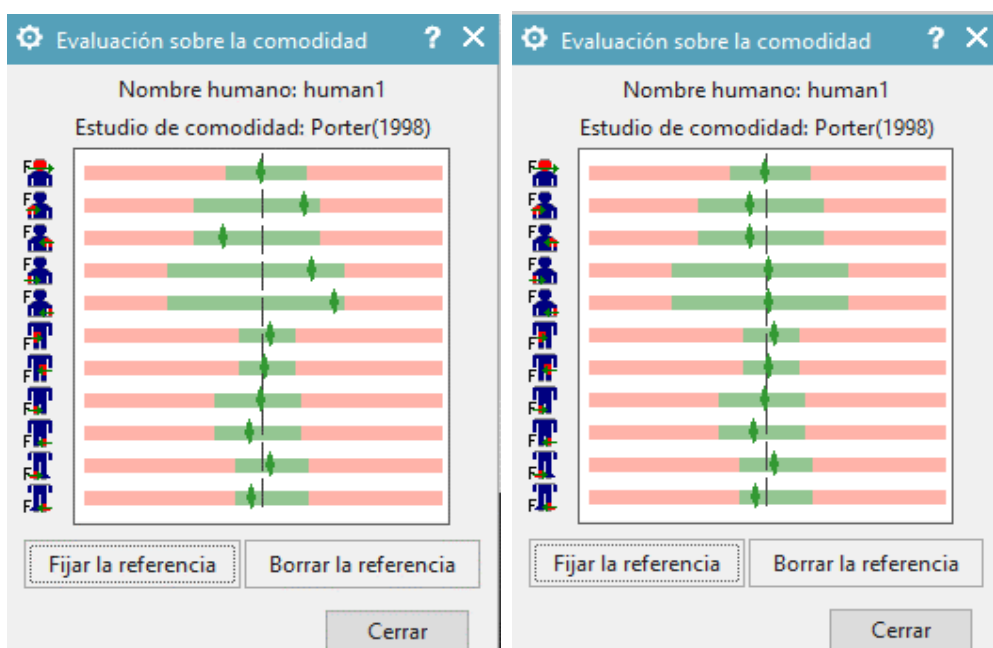 Evaluación sobre la comodidad ? ×
Nombre humano: human1
Estudio de comodidad: Porter(1998)
F
F
F
F
F
F
F
F
F
F
F
Fijar la referencia Borrar la referencia
Cerrar
Evaluación sobre la comodidad ? ×
Nombre humano: human1
Estudio de comodidad: Porter(1998)
F
F
F
F
F
F
F
F
F
F
F
Fijar la referencia Borrar la referencia
Cerrar